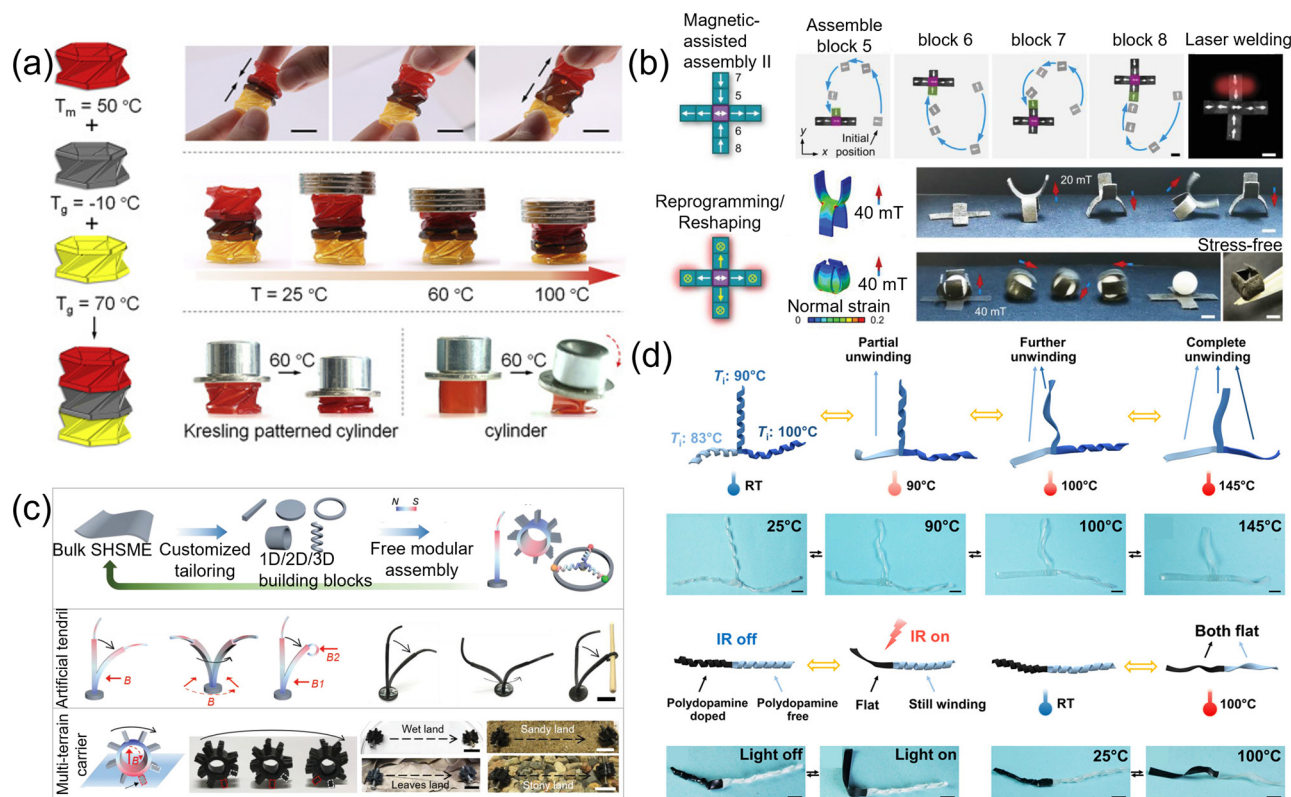 (a)
Tm = 50 °C
+
Tg = -10 °C
+
Tg = 70 °C
T = 25 °C
60 °C
100 °C
60 °C
60 °C
Kresling patterned cylinder
cylinder
(b)
Magnetic-
assisted
assembly II
7
5
6
8
Assemble
block 5
block 6
block 7
block 8
Laser welding
y
x
Initial
position
Reprogramming/
Reshaping
40 mT
40 mT
Normal strain
0
0.2
20 mT
40 mT
Stress-free
(c)
Bulk SHSME
Customized
tailoring
1D/2D/3D
building blocks
N S
Free modular
assembly
Artificial tendril
B
B
B1
B2
Multi-terrain
carrier
B
Wet land
Sandy land
Leaves land
Stony land
(d)
Partial
unwinding
Further
unwinding
Complete
unwinding
Ti: 90°C
Ti: 83°C
Ti: 100°C
RT
90°C
100°C
145°C
25°C
90°C
100°C
145°C
IR off
IR on
Both flat
Polydopamine
doped
Polydopamine
free
Flat
Still winding
RT
100°C
Light off
Light on
25°C
100°C